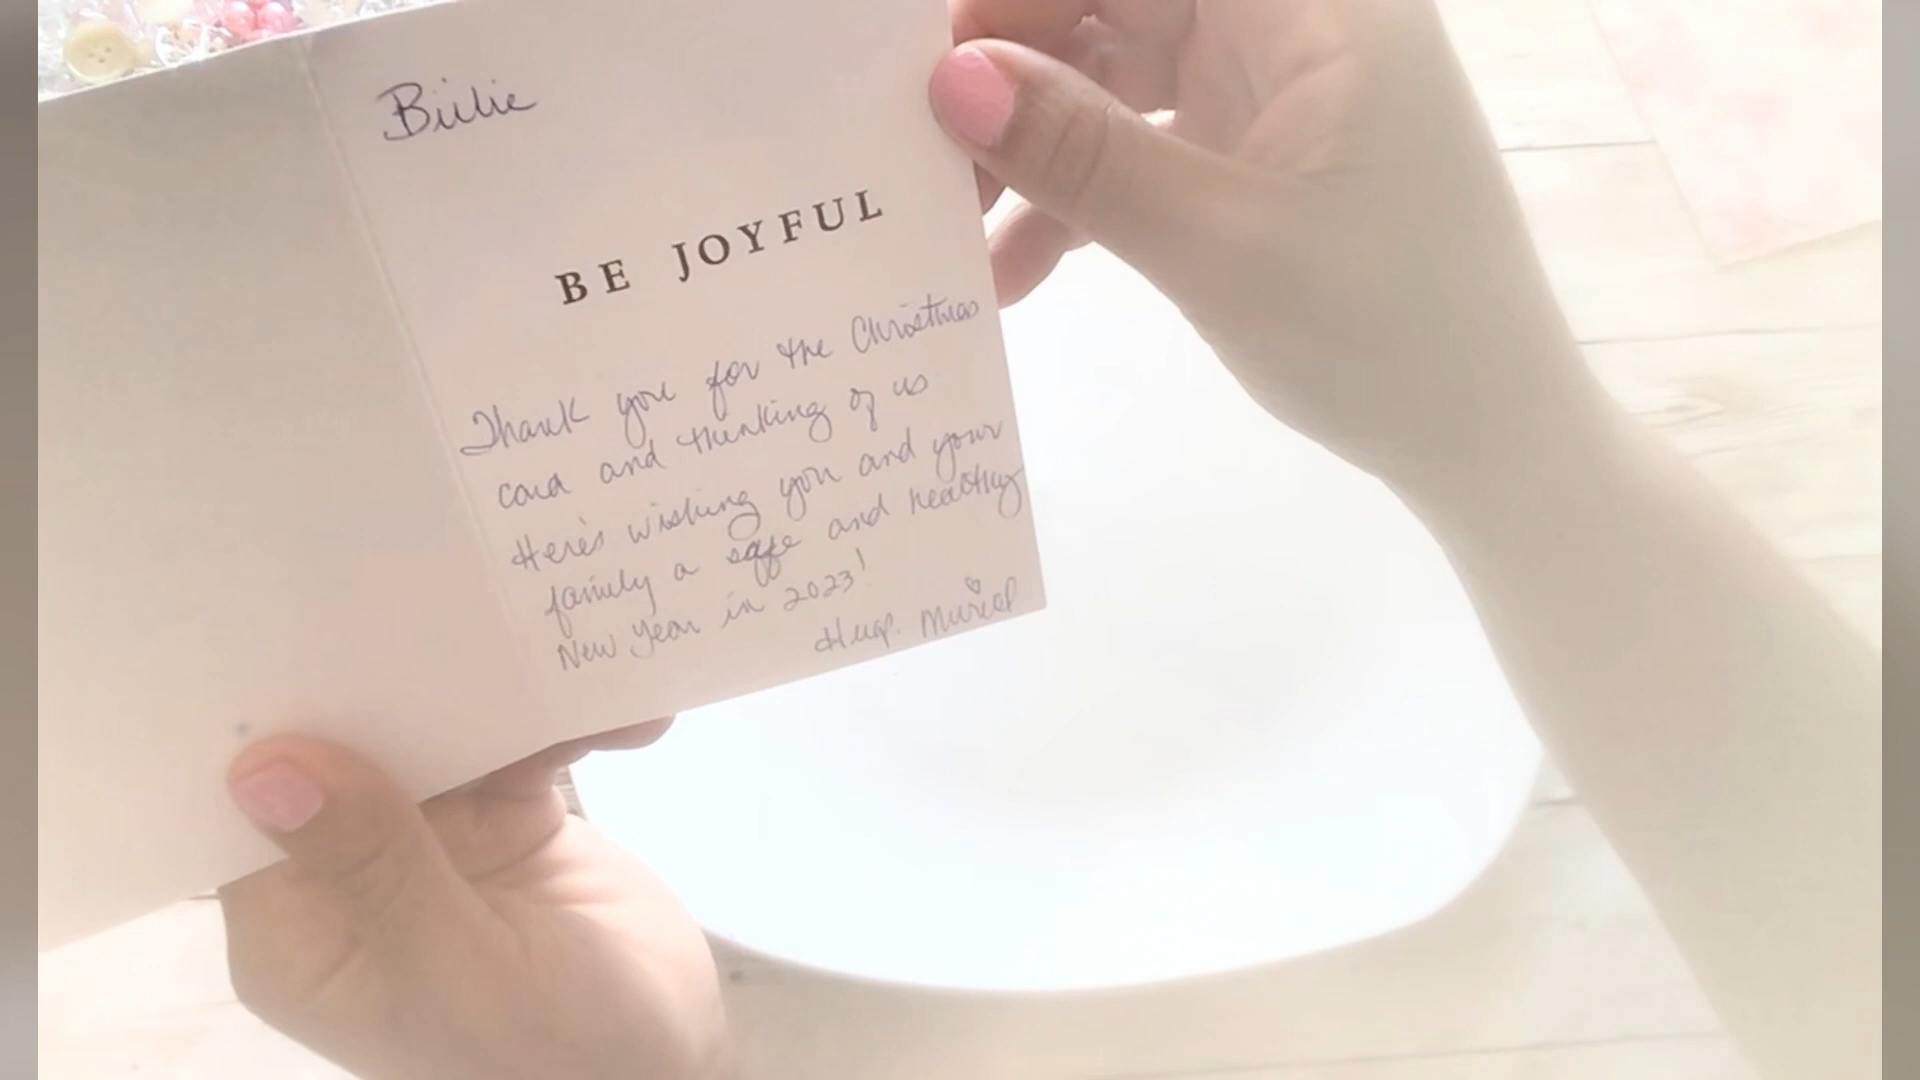 Billie
BE JOYFUL
Thank you for the Christmas
card and thinking of us
Here's wishing you and your
family a safe and healthy
New Year in 2023!
Hugs. Muriel